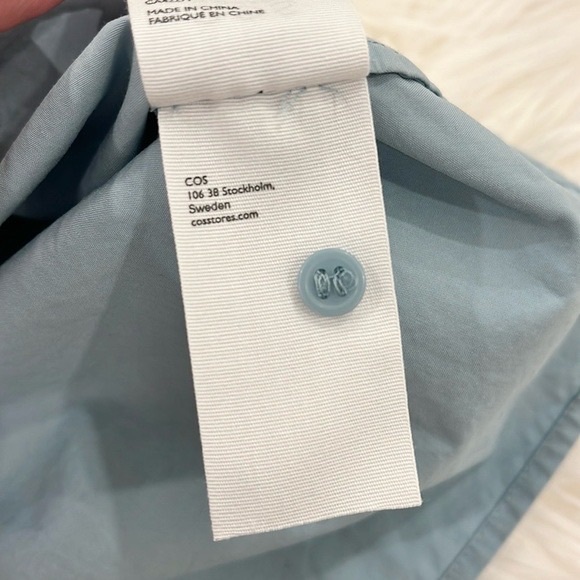 MADE IN CHINA
FABRIQUÉ EN CHINE
COS
106 38 Stockholm,
Sweden
cosstores.com